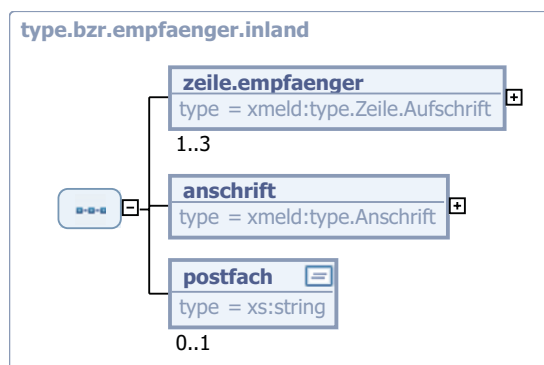 type.bzr.empfaenger.inland
zeile.empfaenger
type = xmeld:type.Zeile.Aufschrift
1..3
anschrift
type = xmeld:type.Anschrift
postfach
type = xs:string
0..1